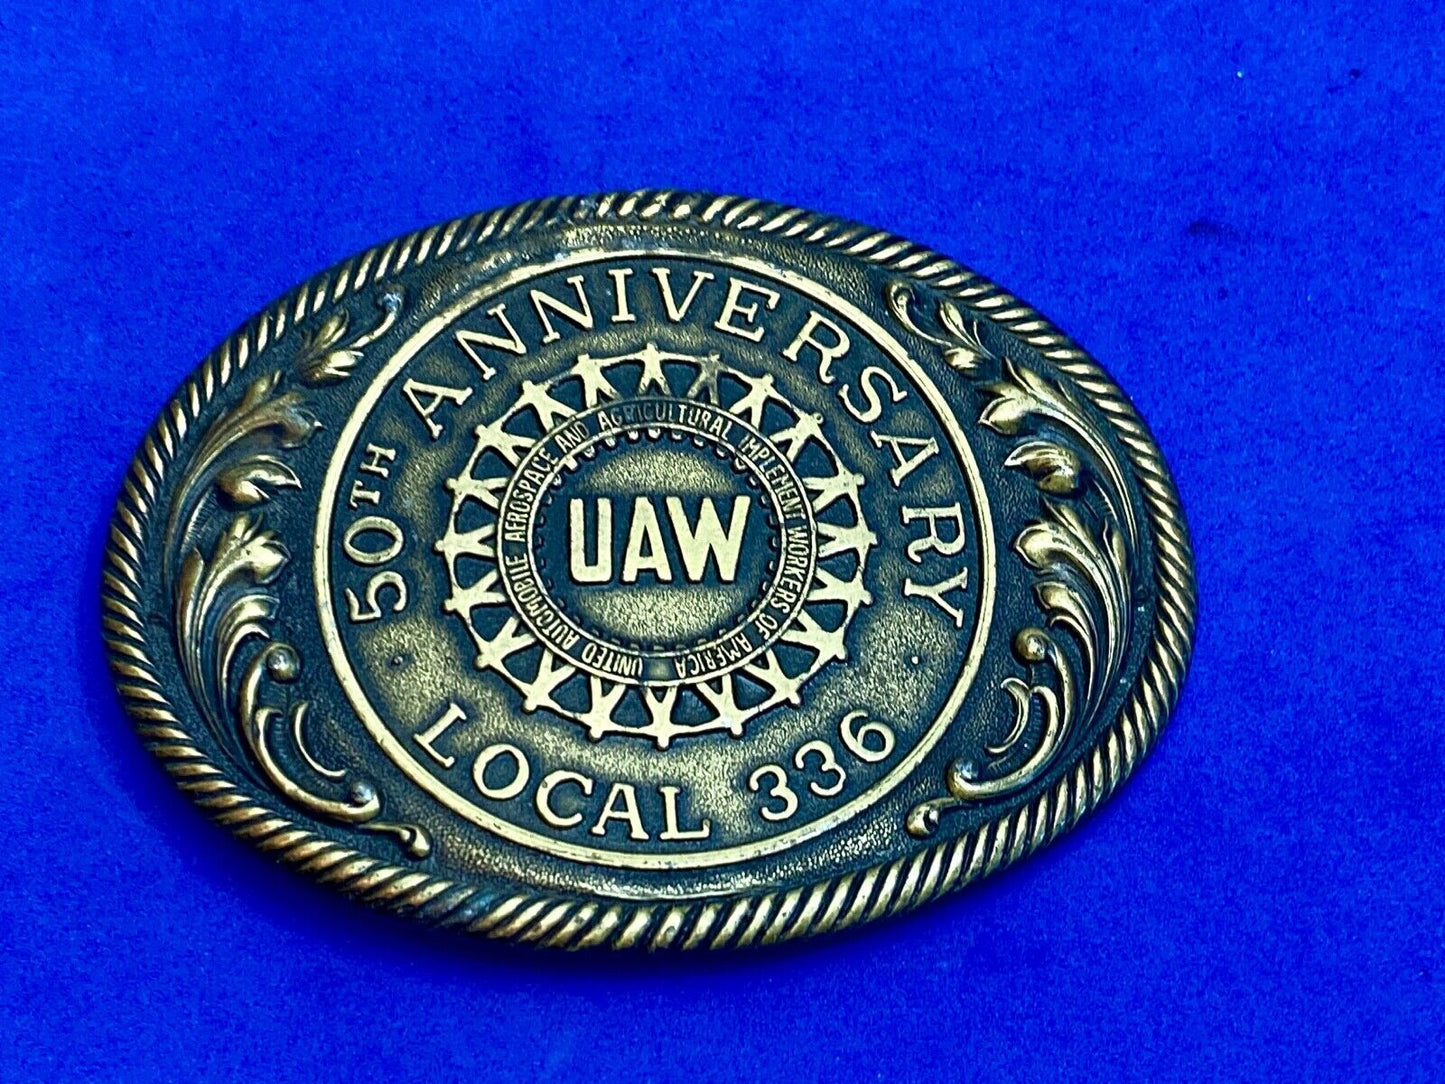 50TH ANNIVERSARY
UNITED AUTOMOBILE AEROSPACE AND AGRICULTURAL IMPLEMENT WORKERS OF AMERICA
UAW
LOCAL 336